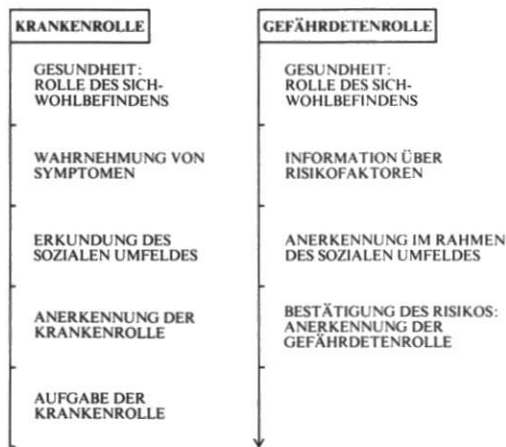 KRANKENROLLE
GESUNDHEIT:
ROLLE DES SICH-
WOHLBEFINDENS
WAHRNEHMUNG VON
SYMPTOMEN
ERKUNDUNG DES
SOZIALEN UMFELDES
ANERKENNUNG DER
KRANKENROLLE
AUFGABE DER
KRANKENROLLE
GEFÄHRDETENROLLE
GESUNDHEIT:
ROLLE DES SICH-
WOHLBEFINDENS
INFORMATION ÜBER
RISIKOFAKTOREN
ANERKENNUNG IM RAHMEN
DES SOZIALEN UMFELDES
BESTÄTIGUNG DES RISIKOS:
ANERKENNUNG DER
GEFÄHRDETENROLLE